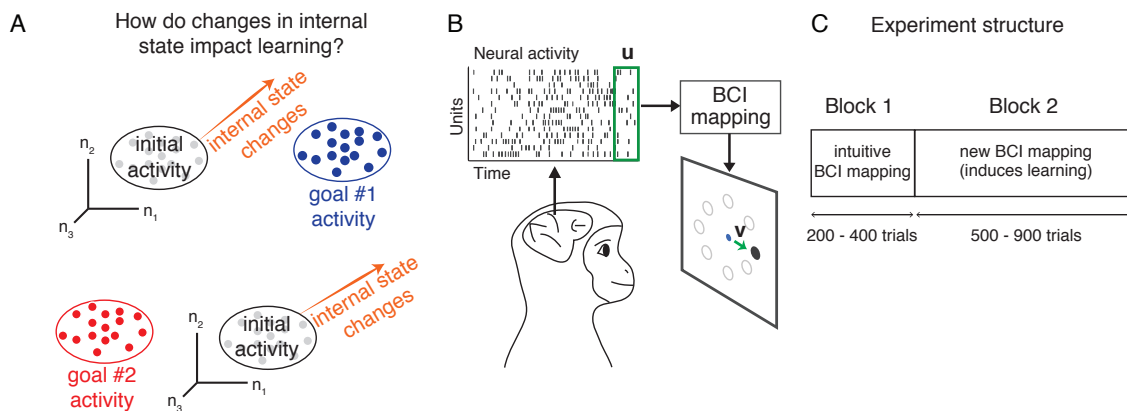 A
How do changes in internal
state impact learning?
internal state
changes
initial
activity
n2
n1
n3
goal #1
activity
internal state
changes
initial
activity
n2
n1
n3
goal #2
activity
B
Neural activity
u
Units
Time
BCI
mapping
v
C
Experiment structure
Block 1
Block 2
intuitive
BCI mapping
new BCI mapping
(induces learning)
200 - 400 trials
500 - 900 trials